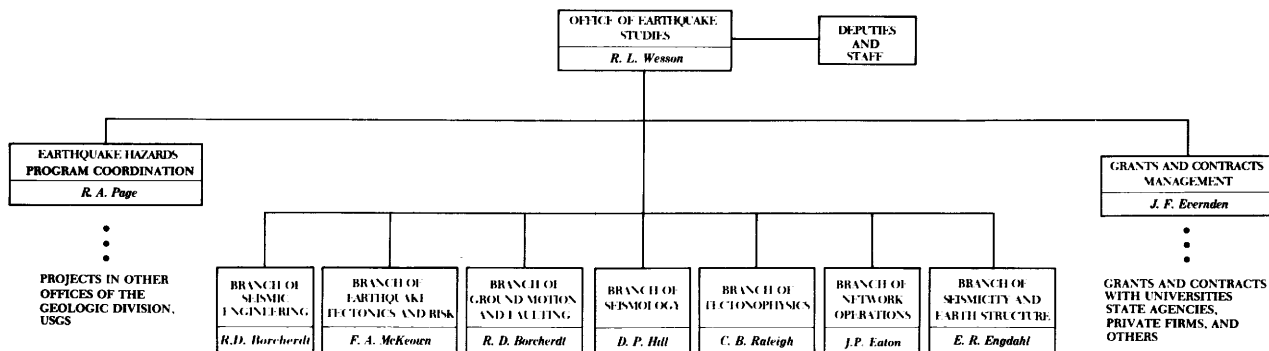 OFFICE OF EARTHQUAKE
STUDIES
R. L. Wesson
DEPUTIES
AND
STAFF
EARTHQUAKE HAZARDS
PROGRAM COORDINATION
R. A. Page
PROJECTS IN OTHER
OFFICES OF THE
GEOLOGIC DIVISION,
USGS
BRANCH OF
SEISMIC
ENGINEERING
R.D. Borcherdt
BRANCH OF
EARTHQUAKE
TECTONICS AND RISK
F. A. McKeown
BRANCH OF
GROUND MOTION
AND FAULTING
R. D. Borcherdt
BRANCH OF
SEISMOLOGY
D. P. Hill
BRANCH OF
TECTONOPHYSICS
C. B. Raleigh
BRANCH OF
NETWORK
OPERATIONS
J.P. Eaton
BRANCH OF
SEISMICITY AND
EARTH STRUCTURE
E. R. Engdahl
GRANTS AND CONTRACTS
MANAGEMENT
J. F. Evernden
GRANTS AND CONTRACTS
WITH UNIVERSITIES
STATE AGENCIES,
PRIVATE FIRMS, AND
OTHERS